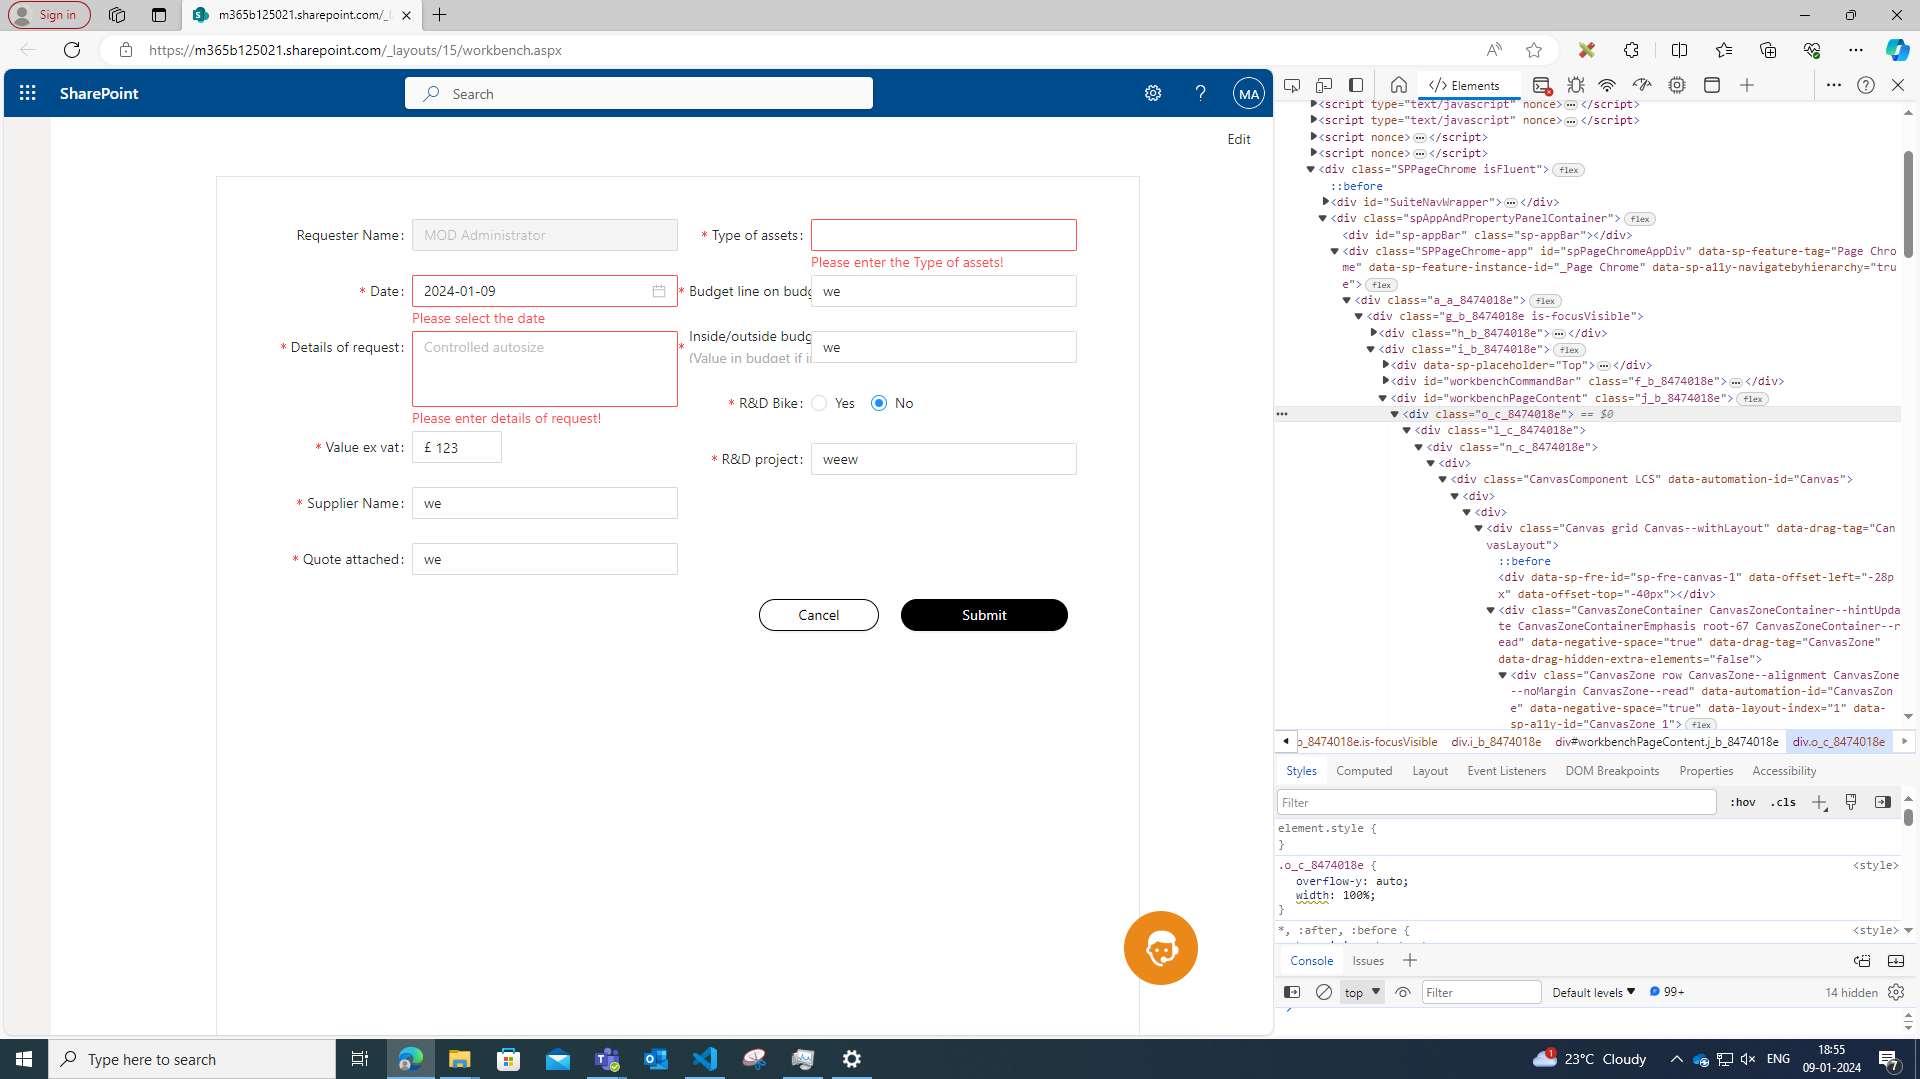 Sign in
m365b125021.sharepoint.com/_l
https://m365b125021.sharepoint.com/_layouts/15/workbench.aspx
SharePoint
Search
MA
Edit
Requester Name:
MOD Administrator
* Type of assets:
Please enter the Type of assets!
* Date:
2024-01-09
Please select the date
* Budget line on budg
we
* Details of request:
Controlled autosize
Please enter details of request!
* Inside/outside budg
(Value in budget if i
we
* R&D Bike:
Yes
No
* Value ex vat:
£ 123
* R&D project:
weew
* Supplier Name:
we
* Quote attached:
we
Cancel
Submit
Elements
<script type="text/javascript" nonce>…</script>
<script type="text/javascript" nonce>…</script>
<script nonce>…</script>
<script nonce>…</script>
<div class="SPPageChrome isFluent"> flex
::before
<div id="SuiteNavWrapper">…</div>
<div class="spAppAndPropertyPanelContainer"> flex
<div id="sp-appBar" class="sp-appBar"></div>
<div class="SPPageChrome-app" id="spPageChromeAppDiv" data-sp-feature-tag="Page Chro
me" data-sp-feature-instance-id="_Page Chrome" data-sp-a11y-navigatebyhierarchy="tru
e"> flex
<div class="a_a_8474018e"> flex
<div class="g_b_8474018e is-focusVisible">
<div class="h_b_8474018e">…</div>
<div class="i_b_8474018e"> flex
<div data-sp-placeholder="Top">…</div>
<div id="workbenchCommandBar" class="f_b_8474018e">…</div>
<div id="workbenchPageContent" class="j_b_8474018e"> flex
… <div class="o_c_8474018e"> == $0
<div class="l_c_8474018e">
<div class="n_c_8474018e">
<div>
<div class="CanvasComponent LCS" data-automation-id="Canvas">
<div>
<div>
<div class="Canvas grid Canvas--withLayout" data-drag-tag="Can
vasLayout">
::before
<div data-sp-fre-id="sp-fre-canvas-1" data-offset-left="-28p
x" data-offset-top="-40px"></div>
<div class="CanvasZoneContainer CanvasZoneContainer--hintUpda
te CanvasZoneContainerEmphasis root-67 CanvasZoneContainer--r
ead" data-negative-space="true" data-drag-tag="CanvasZone"
data-drag-hidden-extra-elements="false">
<div class="CanvasZone row CanvasZone--alignment CanvasZone
--noMargin CanvasZone--read" data-automation-id="CanvasZon
e" data-negative-space="true" data-layout-index="1" data-
sp-a11y-id="CanvasZone 1"> flex
b_8474018e.is-focusVisible div.i_b_8474018e div#workbenchPageContent.j_b_8474018e div.o_c_8474018e
Styles Computed Layout Event Listeners DOM Breakpoints Properties Accessibility
Filter
:hov .cls
element.style {
}
.o_c_8474018e {
<style>
overflow-y: auto;
width: 100%;
}
*, :after, :before {
<style>
Console Issues
top
Filter
Default levels
99+
14 hidden
Type here to search
1
23°C Cloudy
ENG
18:55
09-01-2024
7